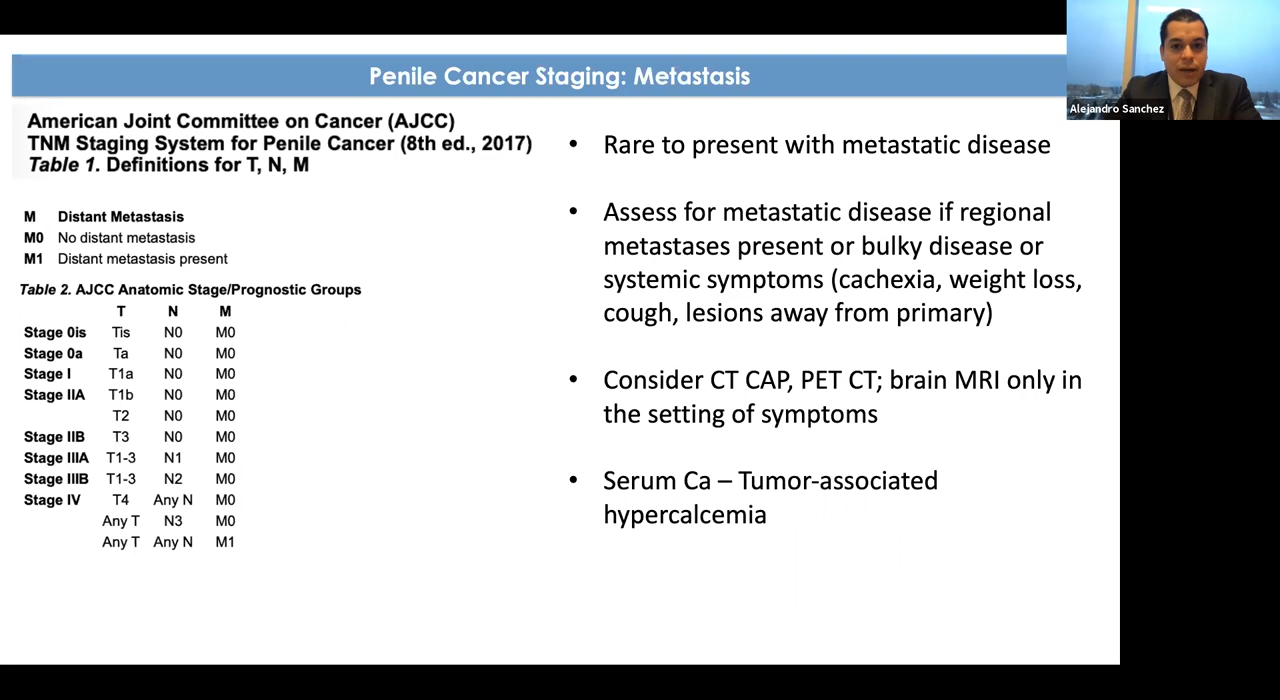 Penile Cancer Staging: Metastasis
Alejandro Sanchez
American Joint Committee on Cancer (AJCC)
TNM Staging System for Penile Cancer (8th ed., 2017)
Table 1. Definitions for T, N, M
M Distant Metastasis
M0 No distant metastasis
M1 Distant metastasis present
Table 2. AJCC Anatomic Stage/Prognostic Groups
T N M
Stage 0is Tis N0 M0
Stage 0a Ta N0 M0
Stage I T1a N0 M0
Stage IIA T1b N0 M0
T2 N0 M0
Stage IIB T3 N0 M0
Stage IIIA T1-3 N1 M0
Stage IIIB T1-3 N2 M0
Stage IV T4 Any N M0
Any T N3 M0
Any T Any N M1
• Rare to present with metastatic disease
• Assess for metastatic disease if regional
metastases present or bulky disease or
systemic symptoms (cachexia, weight loss,
cough, lesions away from primary)
• Consider CT CAP, PET CT; brain MRI only in
the setting of symptoms
• Serum Ca – Tumor-associated
hypercalcemia